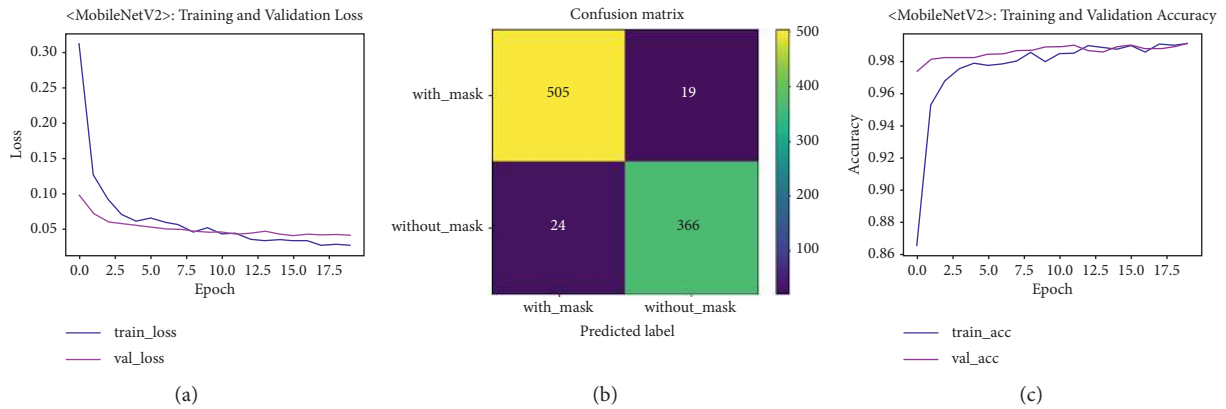 <MobileNetV2>: Training and Validation Loss
0.30
0.25
0.20
0.15
0.10
0.05
Loss
0.0 2.5 5.0 7.5 10.0 12.5 15.0 17.5
Epoch
train_loss
val_loss
(a)
Confusion matrix
with_mask
without_mask
505 19
24 366
with_mask without_mask
Predicted label
500
400
300
200
100
(b)
<MobileNetV2>: Training and Validation Accuracy
0.98
0.96
0.94
0.92
0.90
0.88
0.86
Accuracy
0.0 2.5 5.0 7.5 10.0 12.5 15.0 17.5
Epoch
train_acc
val_acc
(c)